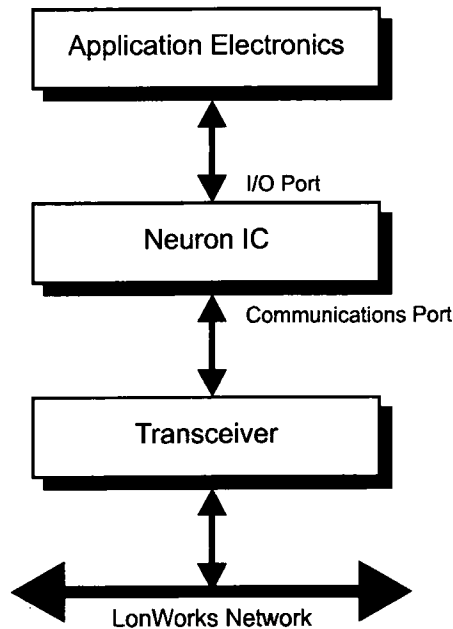 Application Electronics
I/O Port
Neuron IC
Communications Port
Transceiver
LonWorks Network